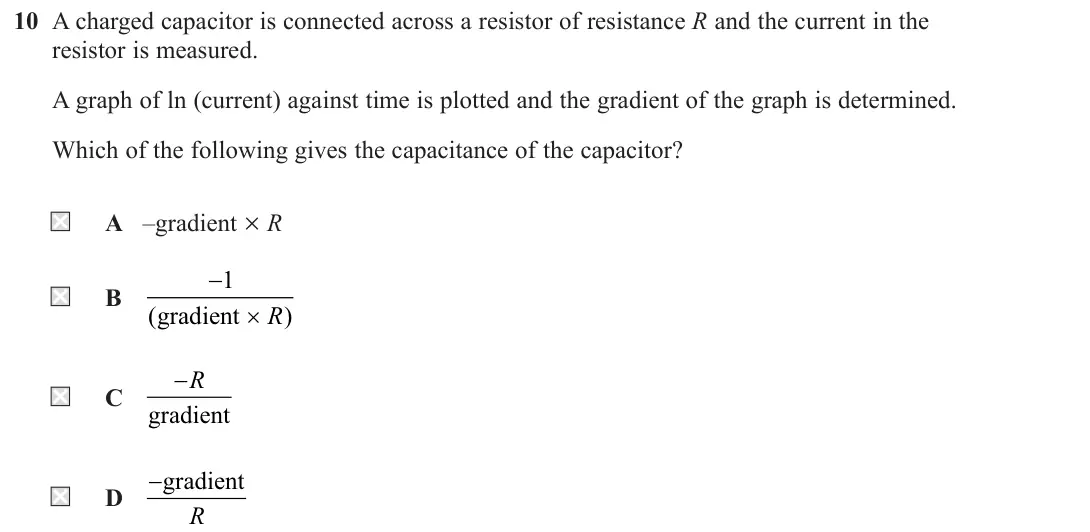 10 A charged capacitor is connected across a resistor of resistance R and the current in the
resistor is measured.
A graph of ln (current) against time is plotted and the gradient of the graph is determined.
Which of the following gives the capacitance of the capacitor?
A –gradient × R
B −1
(gradient × R)
C −R
gradient
D −gradient
R